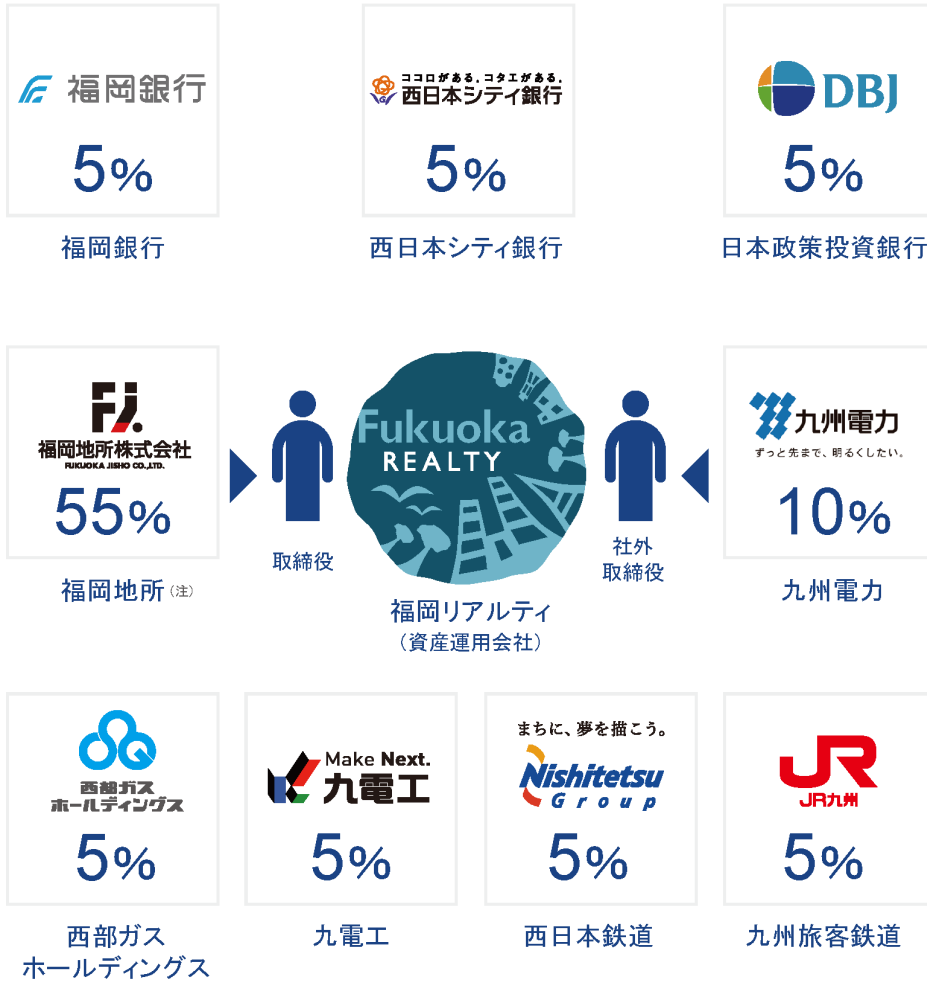 福岡銀行
5%
福岡銀行
ココロがある、コタエがある。
西日本シティ銀行
5%
西日本シティ銀行
DBJ
5%
日本政策投資銀行
FJ.
福岡地所株式会社
FUKUOKA JISHO CO.,LTD.
55%
福岡地所(注)
取締役
Fukuoka
REALTY
福岡リアルティ
(資産運用会社)
社外
取締役
九州電力
ずっと先まで、明るくしたい。
10%
九州電力
西部ガス
ホールディングス
5%
西部ガス
ホールディングス
Make Next.
九電工
5%
九電工
まちに、夢を描こう。
Nishitetsu
Group
5%
西日本鉄道
JR
JR九州
5%
九州旅客鉄道